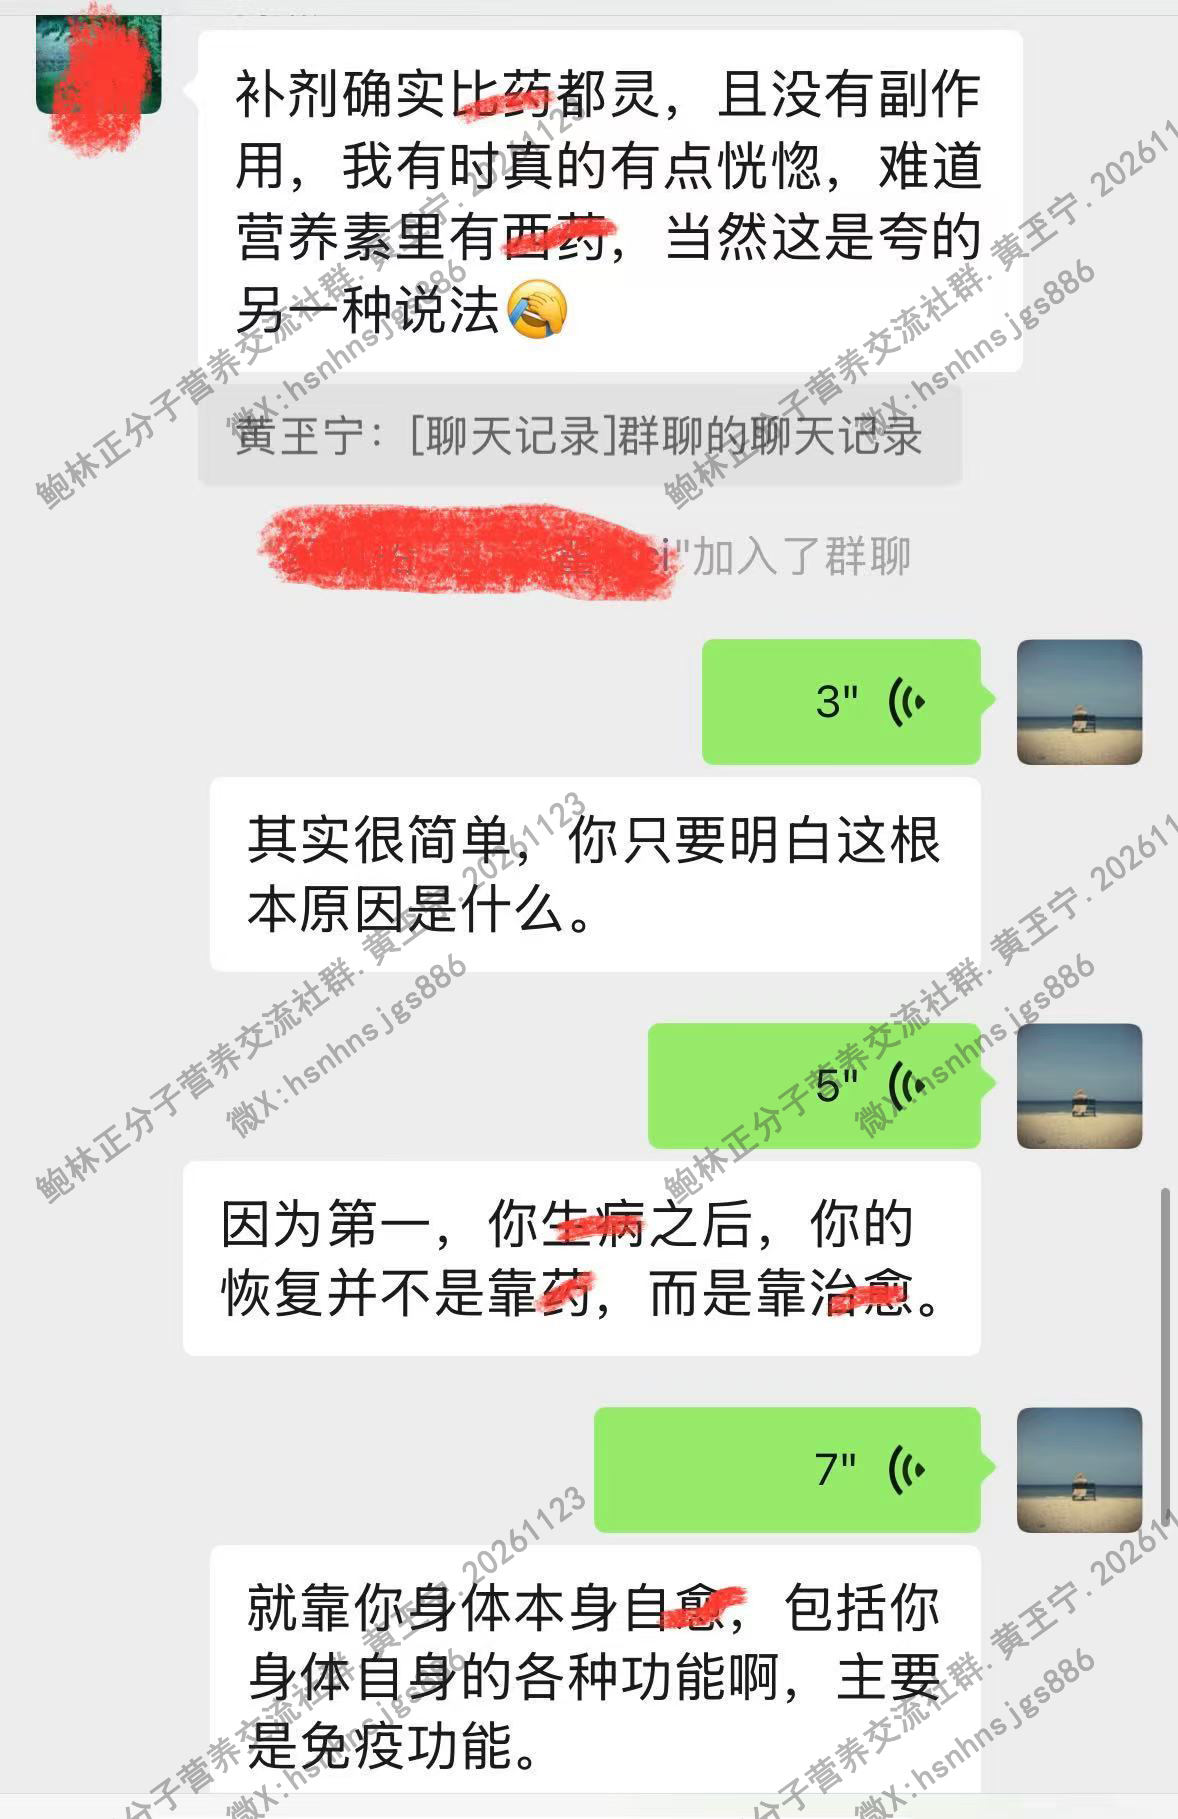 补剂确实比药都灵，且没有副作
用，我有时真的有点恍惚，难道
营养素里有西药，当然这是夸的
另一种说法🤦
黄玊宁：[聊天记录]群聊的聊天记录
"加入了群聊
3"
其实很简单，你只要明白这根
本原因是什么。
5"
因为第一，你生病之后，你的
恢复并不是靠药，而是靠治愈。
7"
就靠你身体本身自愈，包括你
身体自身的各种功能啊，主要
是免疫功能。
鲍林正分子营养交流社群. 黄玊宁. 20261123
微X:hsnhnsjgs886